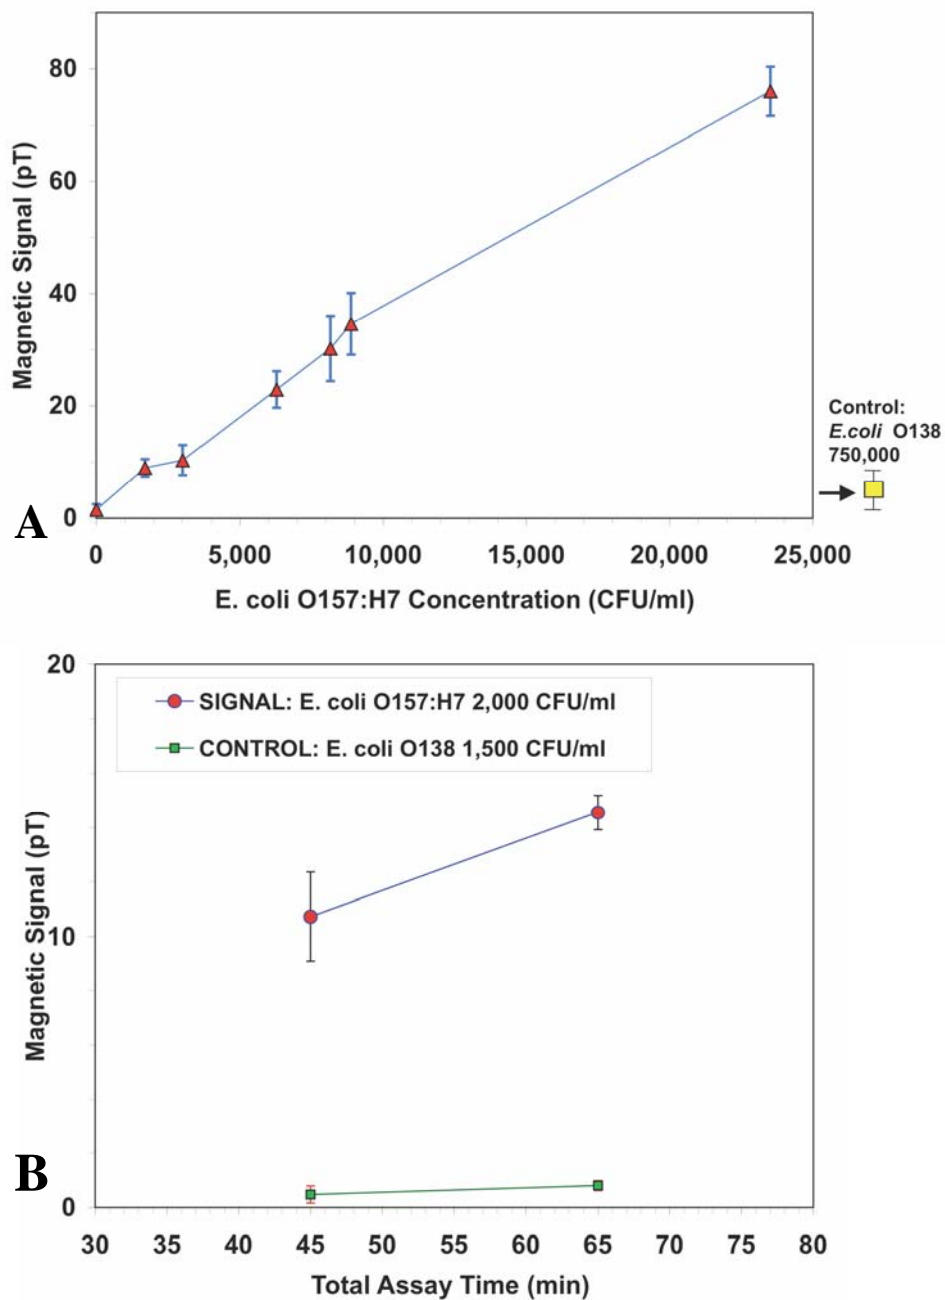 80
60
40
20
0
Magnetic Signal (pT)
Control:
E.coli O138
750,000
A
0 5,000 10,000 15,000 20,000 25,000
E. coli O157:H7 Concentration (CFU/ml)
20
10
0
Magnetic Signal (pT)
SIGNAL: E. coli O157:H7 2,000 CFU/ml
CONTROL: E. coli O138 1,500 CFU/ml
B
30 35 40 45 50 55 60 65 70 75 80
Total Assay Time (min)